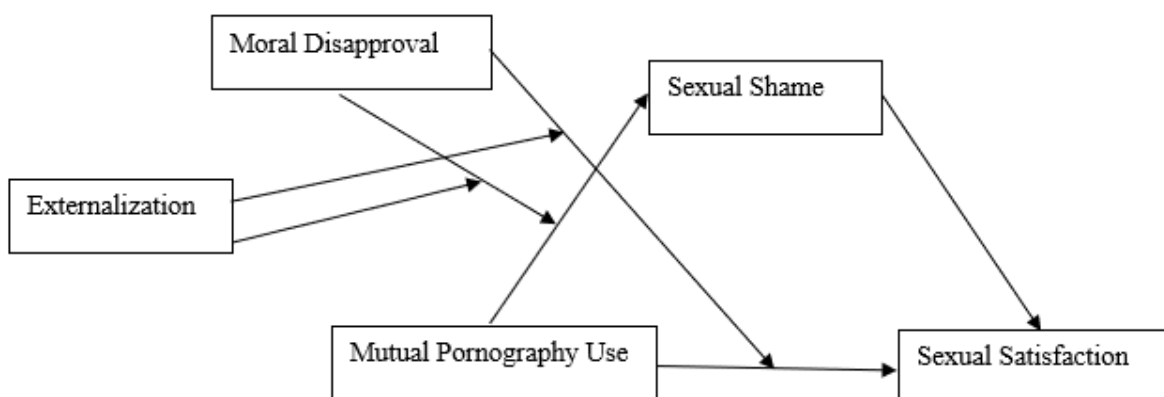 Moral Disapproval
Sexual Shame
Externalization
Mutual Pornography Use
Sexual Satisfaction